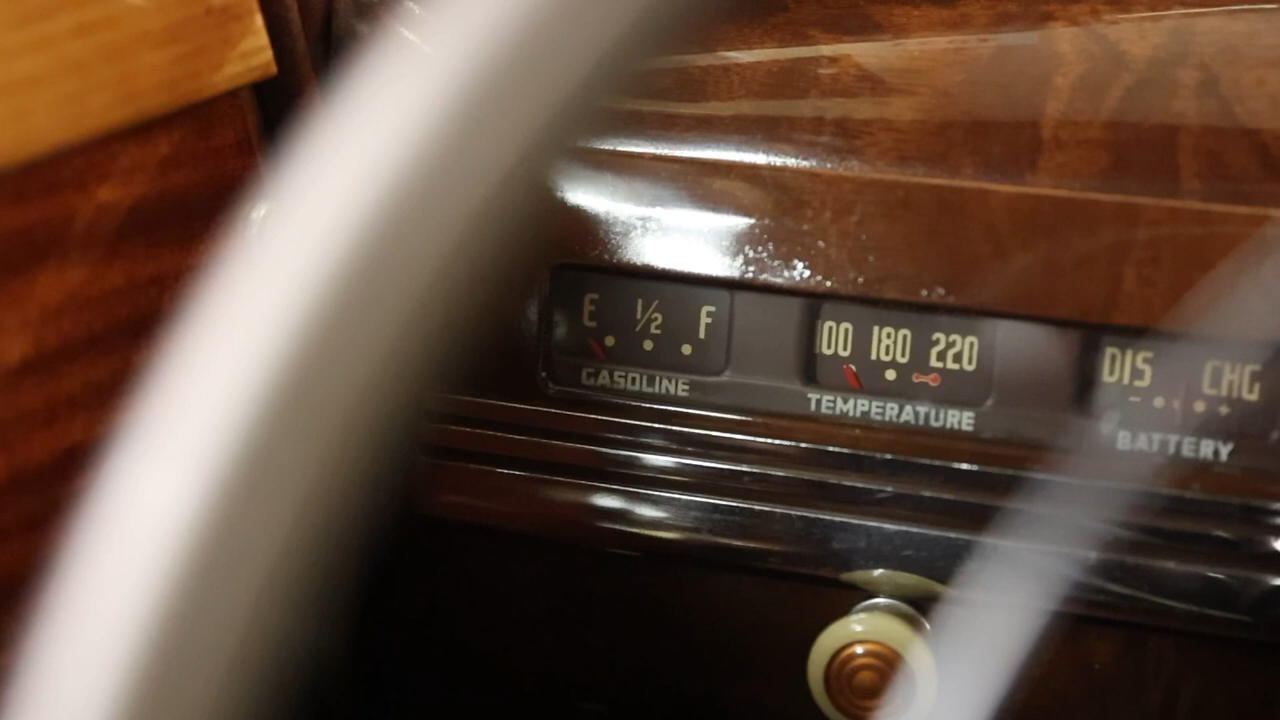 E ½ F
GASOLINE
100 180 220
TEMPERATURE
DIS CHG
- +
BATTERY